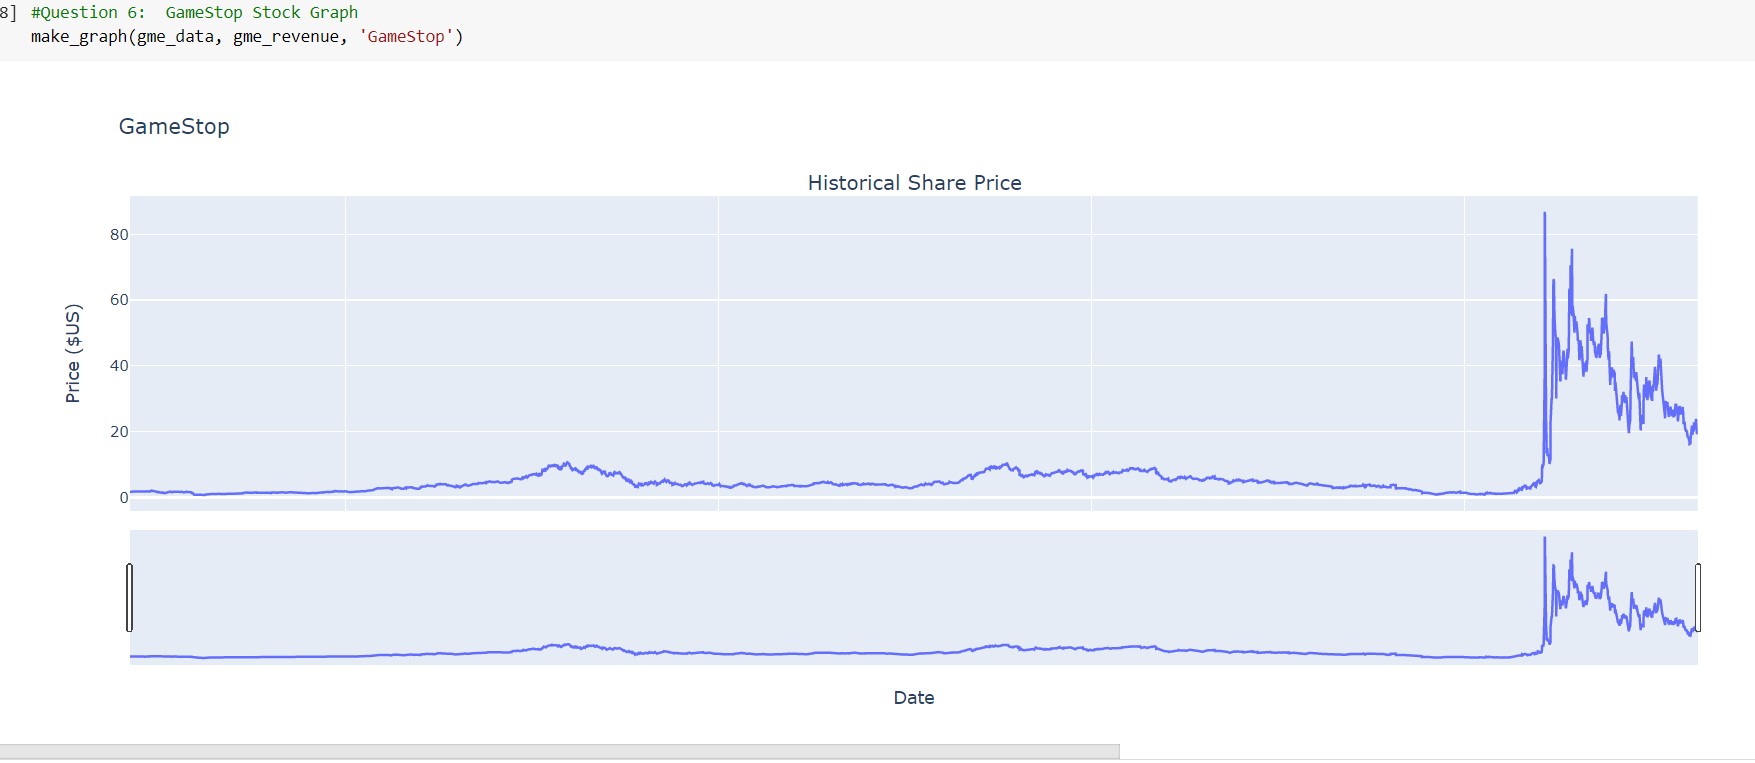 8] #Question 6:  GameStop Stock Graph
make_graph(gme_data, gme_revenue, 'GameStop')
GameStop
Historical Share Price
80
60
40
20
0
Price ($US)
Date